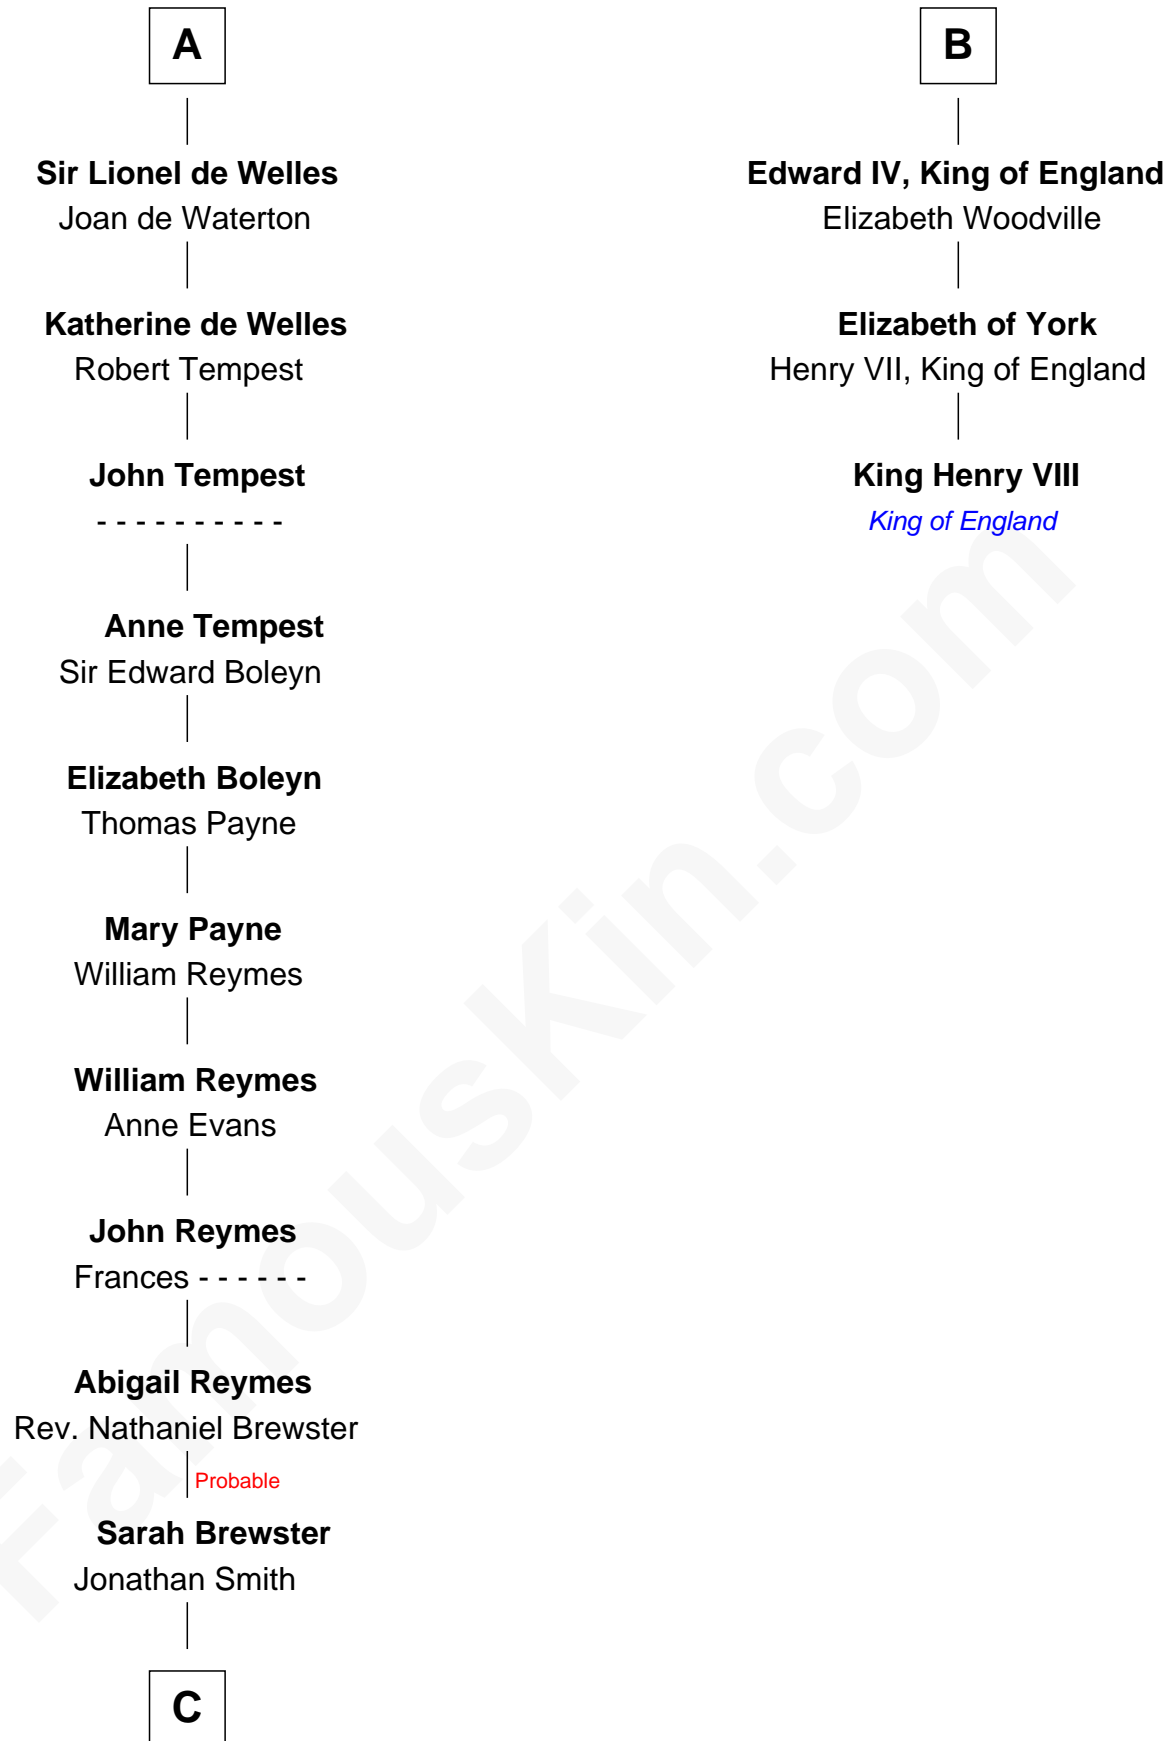 A
Sir Lionel de Welles
Joan de Waterton
Katherine de Welles
Robert Tempest
John Tempest
- - - - - - - - - -
Anne Tempest
Sir Edward Boleyn
Elizabeth Boleyn
Thomas Payne
Mary Payne
William Reymes
William Reymes
Anne Evans
John Reymes
Frances - - - - - -
Abigail Reymes
Rev. Nathaniel Brewster
Probable
Sarah Brewster
Jonathan Smith
C
B
Edward IV, King of England
Elizabeth Woodville
Elizabeth of York
Henry VII, King of England
King Henry VIII
King of England
FamousKin.com